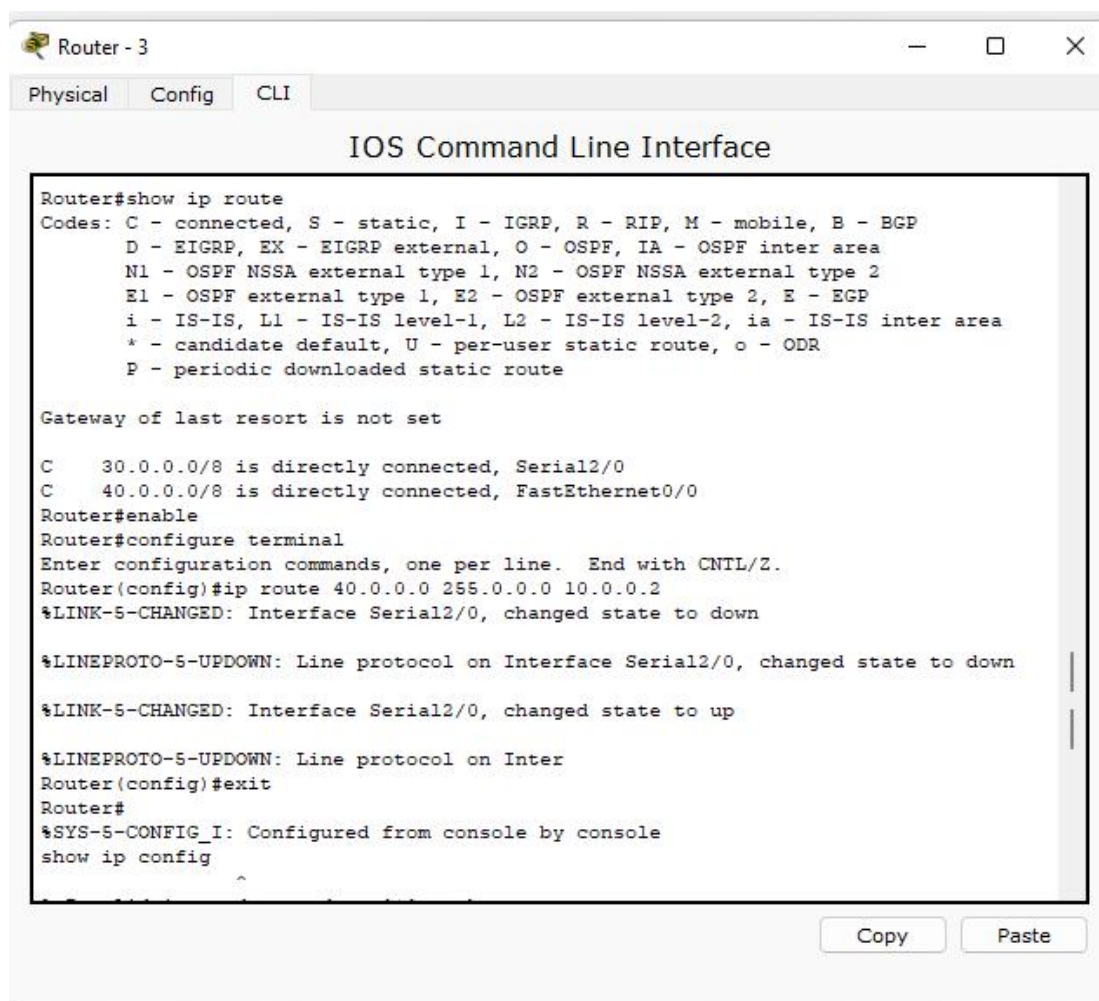 Router - 3
Physical Config CLI
IOS Command Line Interface
Router#show ip route
Codes: C - connected, S - static, I - IGRP, R - RIP, M - mobile, B - BGP
D - EIGRP, EX - EIGRP external, O - OSPF, IA - OSPF inter area
N1 - OSPF NSSA external type 1, N2 - OSPF NSSA external type 2
E1 - OSPF external type 1, E2 - OSPF external type 2, E - EGP
i - IS-IS, L1 - IS-IS level-1, L2 - IS-IS level-2, ia - IS-IS inter area
* - candidate default, U - per-user static route, o - ODR
P - periodic downloaded static route
Gateway of last resort is not set
C 30.0.0.0/8 is directly connected, Serial2/0
C 40.0.0.0/8 is directly connected, FastEthernet0/0
Router#enable
Router#configure terminal
Enter configuration commands, one per line. End with CNTL/Z.
Router(config)#ip route 40.0.0.0 255.0.0.0 10.0.0.2
%LINK-5-CHANGED: Interface Serial2/0, changed state to down
%LINEPROTO-5-UPDOWN: Line protocol on Interface Serial2/0, changed state to down
%LINK-5-CHANGED: Interface Serial2/0, changed state to up
%LINEPROTO-5-UPDOWN: Line protocol on Inter
Router(config)#exit
Router#
%SYS-5-CONFIG_I: Configured from console by console
show ip config
^
Copy Paste